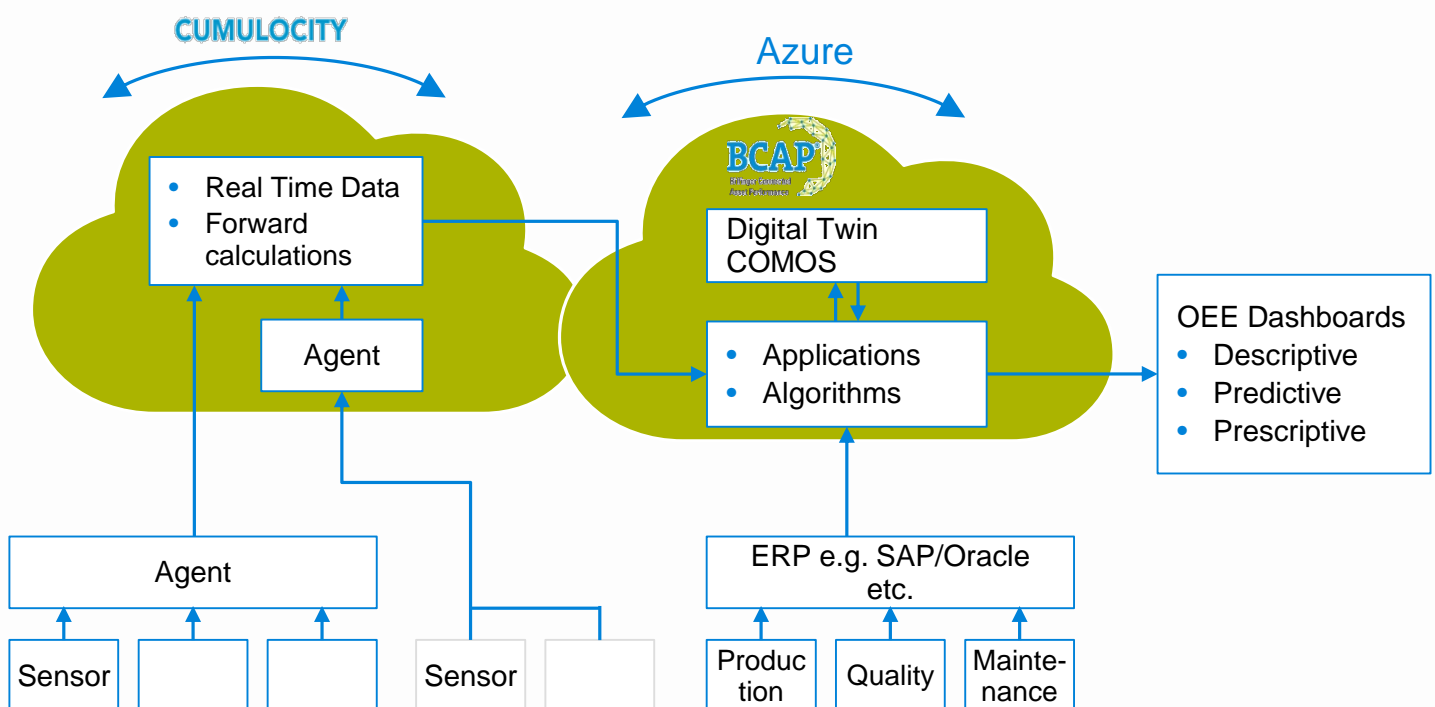 CUMULOCITY
Azure
BCAP
• Real Time Data
• Forward
calculations
Digital Twin
COMOS
Agent
• Applications
• Algorithms
OEE Dashboards
• Descriptive
• Predictive
• Prescriptive
Agent
ERP e.g. SAP/Oracle
etc.
Sensor
Sensor
Produc
tion
Quality
Mainte-
nance